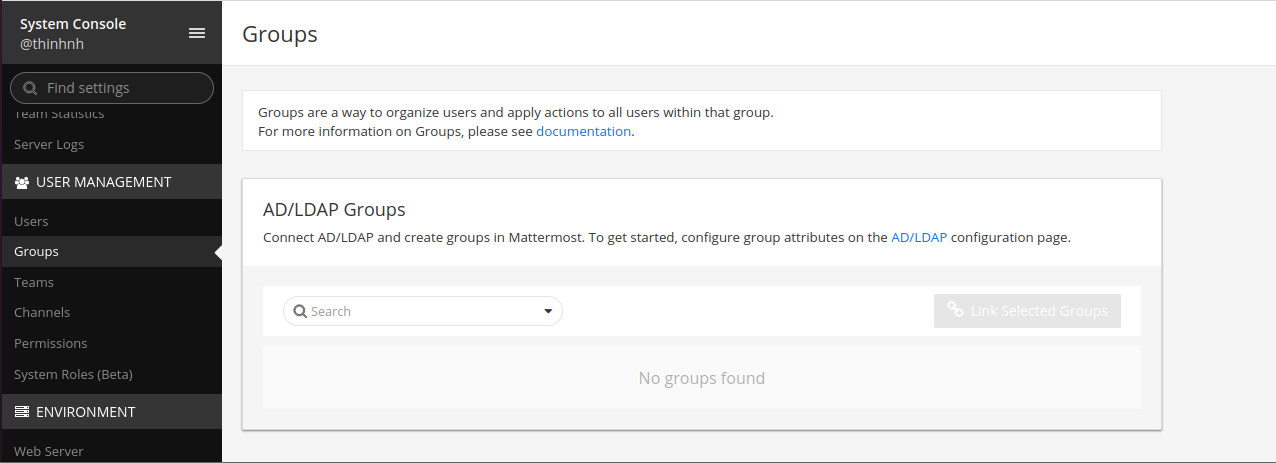 System Console
@thinhnh
Find settings
Team Statistics
Server Logs
USER MANAGEMENT
Users
Groups
Teams
Channels
Permissions
System Roles (Beta)
ENVIRONMENT
Web Server
Groups
Groups are a way to organize users and apply actions to all users within that group.
For more information on Groups, please see documentation.
AD/LDAP Groups
Connect AD/LDAP and create groups in Mattermost. To get started, configure group attributes on the AD/LDAP configuration page.
Search
Link Selected Groups
No groups found